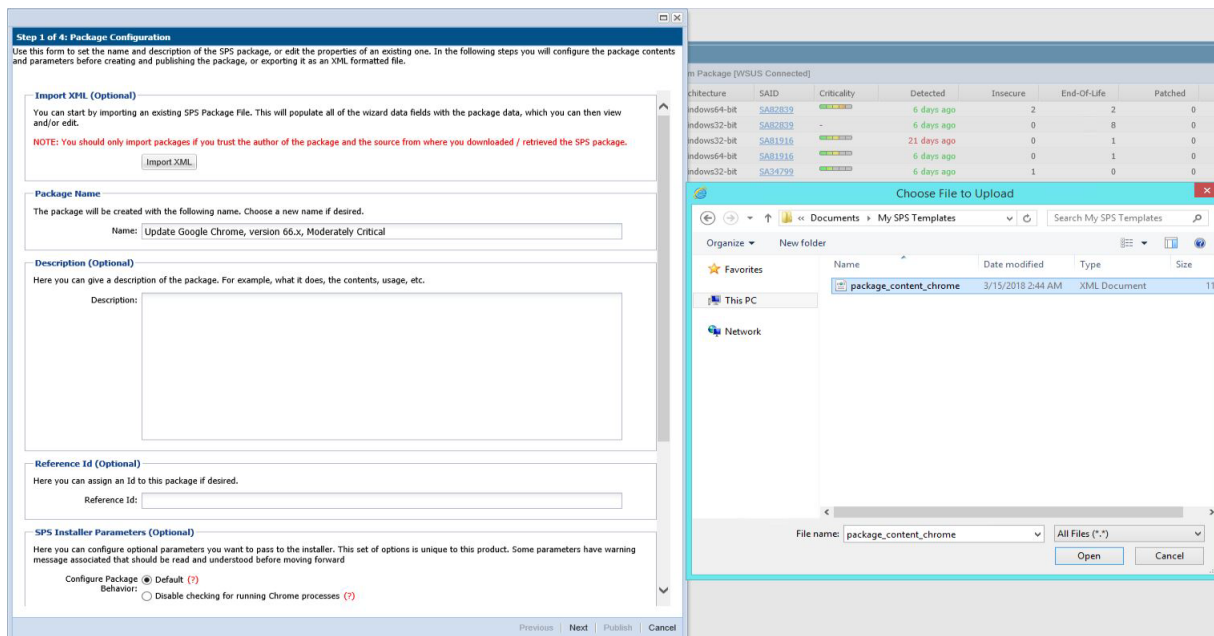 Step 1 of 4: Package Configuration
Use this form to set the name and description of the SPS package, or edit the properties of an existing one. In the following steps you will configure the package contents
and parameters before creating and publishing the package, or exporting it as an XML formatted file.
Import XML (Optional)
You can start by importing an existing SPS Package File. This will populate all of the wizard data fields with the package data, which you can then view
and/or edit.
NOTE: You should only import packages if you trust the author of the package and the source from where you downloaded / retrieved the SPS package.
Import XML
Package Name
The package will be created with the following name. Choose a new name if desired.
Name: Update Google Chrome, version 66.x, Moderately Critical
Description (Optional)
Here you can give a description of the package. For example, what it does, the contents, usage, etc.
Description:
Reference Id (Optional)
Here you can assign an Id to this package if desired.
Reference Id:
SPS Installer Parameters (Optional)
Here you can configure optional parameters you want to pass to the installer. This set of options is unique to this product. Some parameters have warning
message associated that should be read and understood before moving forward
Configure Package Behavior: Default (?)
Disable checking for running Chrome processes (?)
Previous Next Publish Cancel
m Package [WSUS Connected]
chitecture SAID Criticality Detected Insecure End-Of-Life Patched
indows64-bit SA82839 6 days ago 2 2 0
indows32-bit SA82839 - 6 days ago 0 8 0
indows32-bit SA81916 21 days ago 0 1 0
indows64-bit SA81916 6 days ago 0 1 0
indows32-bit SA34799 6 days ago 1 0 0
Choose File to Upload
« Documents My SPS Templates Search My SPS Templates
Organize New folder
Favorites
This PC
Network
Name Date modified Type Size
package_content_chrome 3/15/2018 2:44 AM XML Document 11
File name: package_content_chrome All Files (*.*)
Open Cancel